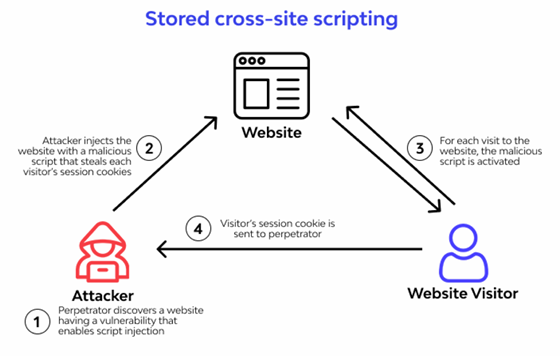 Stored cross-site scripting
Website
Attacker injects the
website with a malicious
script that steals each
visitor's session cookies
2
3
For each visit to the
website, the malicious
script is activated
4
Visitor's session cookie is
sent to perpetrator
Attacker
Website Visitor
1
Perpetrator discovers a website
having a vulnerability that
enables script injection